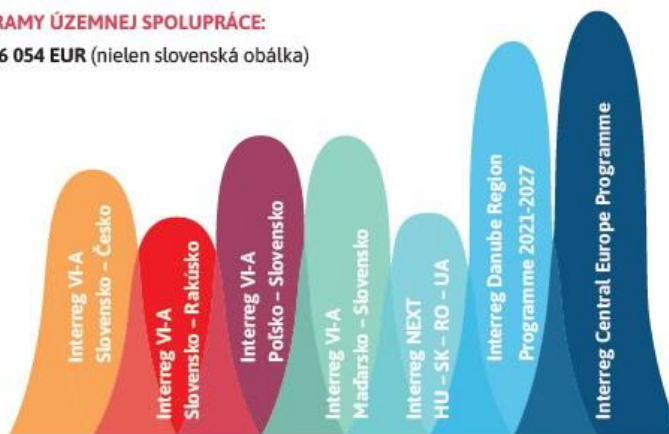 RAMY ÚZEMNEJ SPOLUPRÁCE:
6 054 EUR (nielen slovenská obálka)
Interreg VI-A
Slovensko – Česko
Interreg VI-A
Slovensko – Rakúsko
Interreg VI-A
Poľsko – Slovensko
Interreg VI-A
Maďarsko – Slovensko
Interreg NEXT
HU – SK – RO – UA
Interreg Danube Region
Programme 2021-2027
Interreg Central Europe Programme